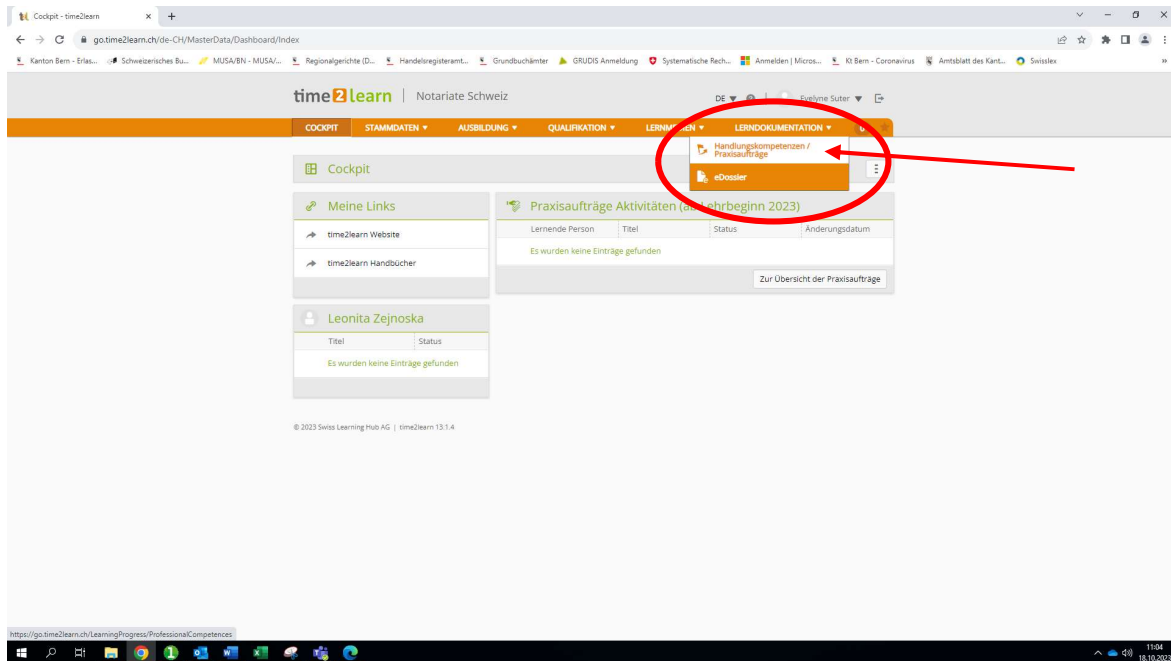 Cockpit - time2learn
go.time2learn.ch/de-CH/MasterData/Dashboard/Index
Kanton Bern - Erlas... Schweizerisches Bu... MUSA/BN - MUSA/... Regionalgerichte (D... Handelsregisteramt... Grundbuchämter GRUDIS Anmeldung Systematische Rech... Anmelden | Micros... Kt Bern - Coronavirus Amtsblatt des Kant... Swisslex »
time2learn | Notariate Schweiz DE Evelyne Suter
COCKPIT STAMMDATEN AUSBILDUNG QUALIFIKATION LERNDOKUMENTATION
Handlungskompetenzen /
Praxisaufträge
eDossier
Cockpit
Meine Links
time2learn Website
time2learn Handbücher
Praxisaufträge Aktivitäten (ab Lehrbeginn 2023)
Lernende Person Titel Status Änderungsdatum
Es wurden keine Einträge gefunden
Zur Übersicht der Praxisaufträge
Leonita Zejnoska
Titel Status
Es wurden keine Einträge gefunden
© 2023 Swiss Learning Hub AG | time2learn 13.1.4
https://go.time2learn.ch/LearningProgress/ProfessionalCompetences
11:04
18.10.2023